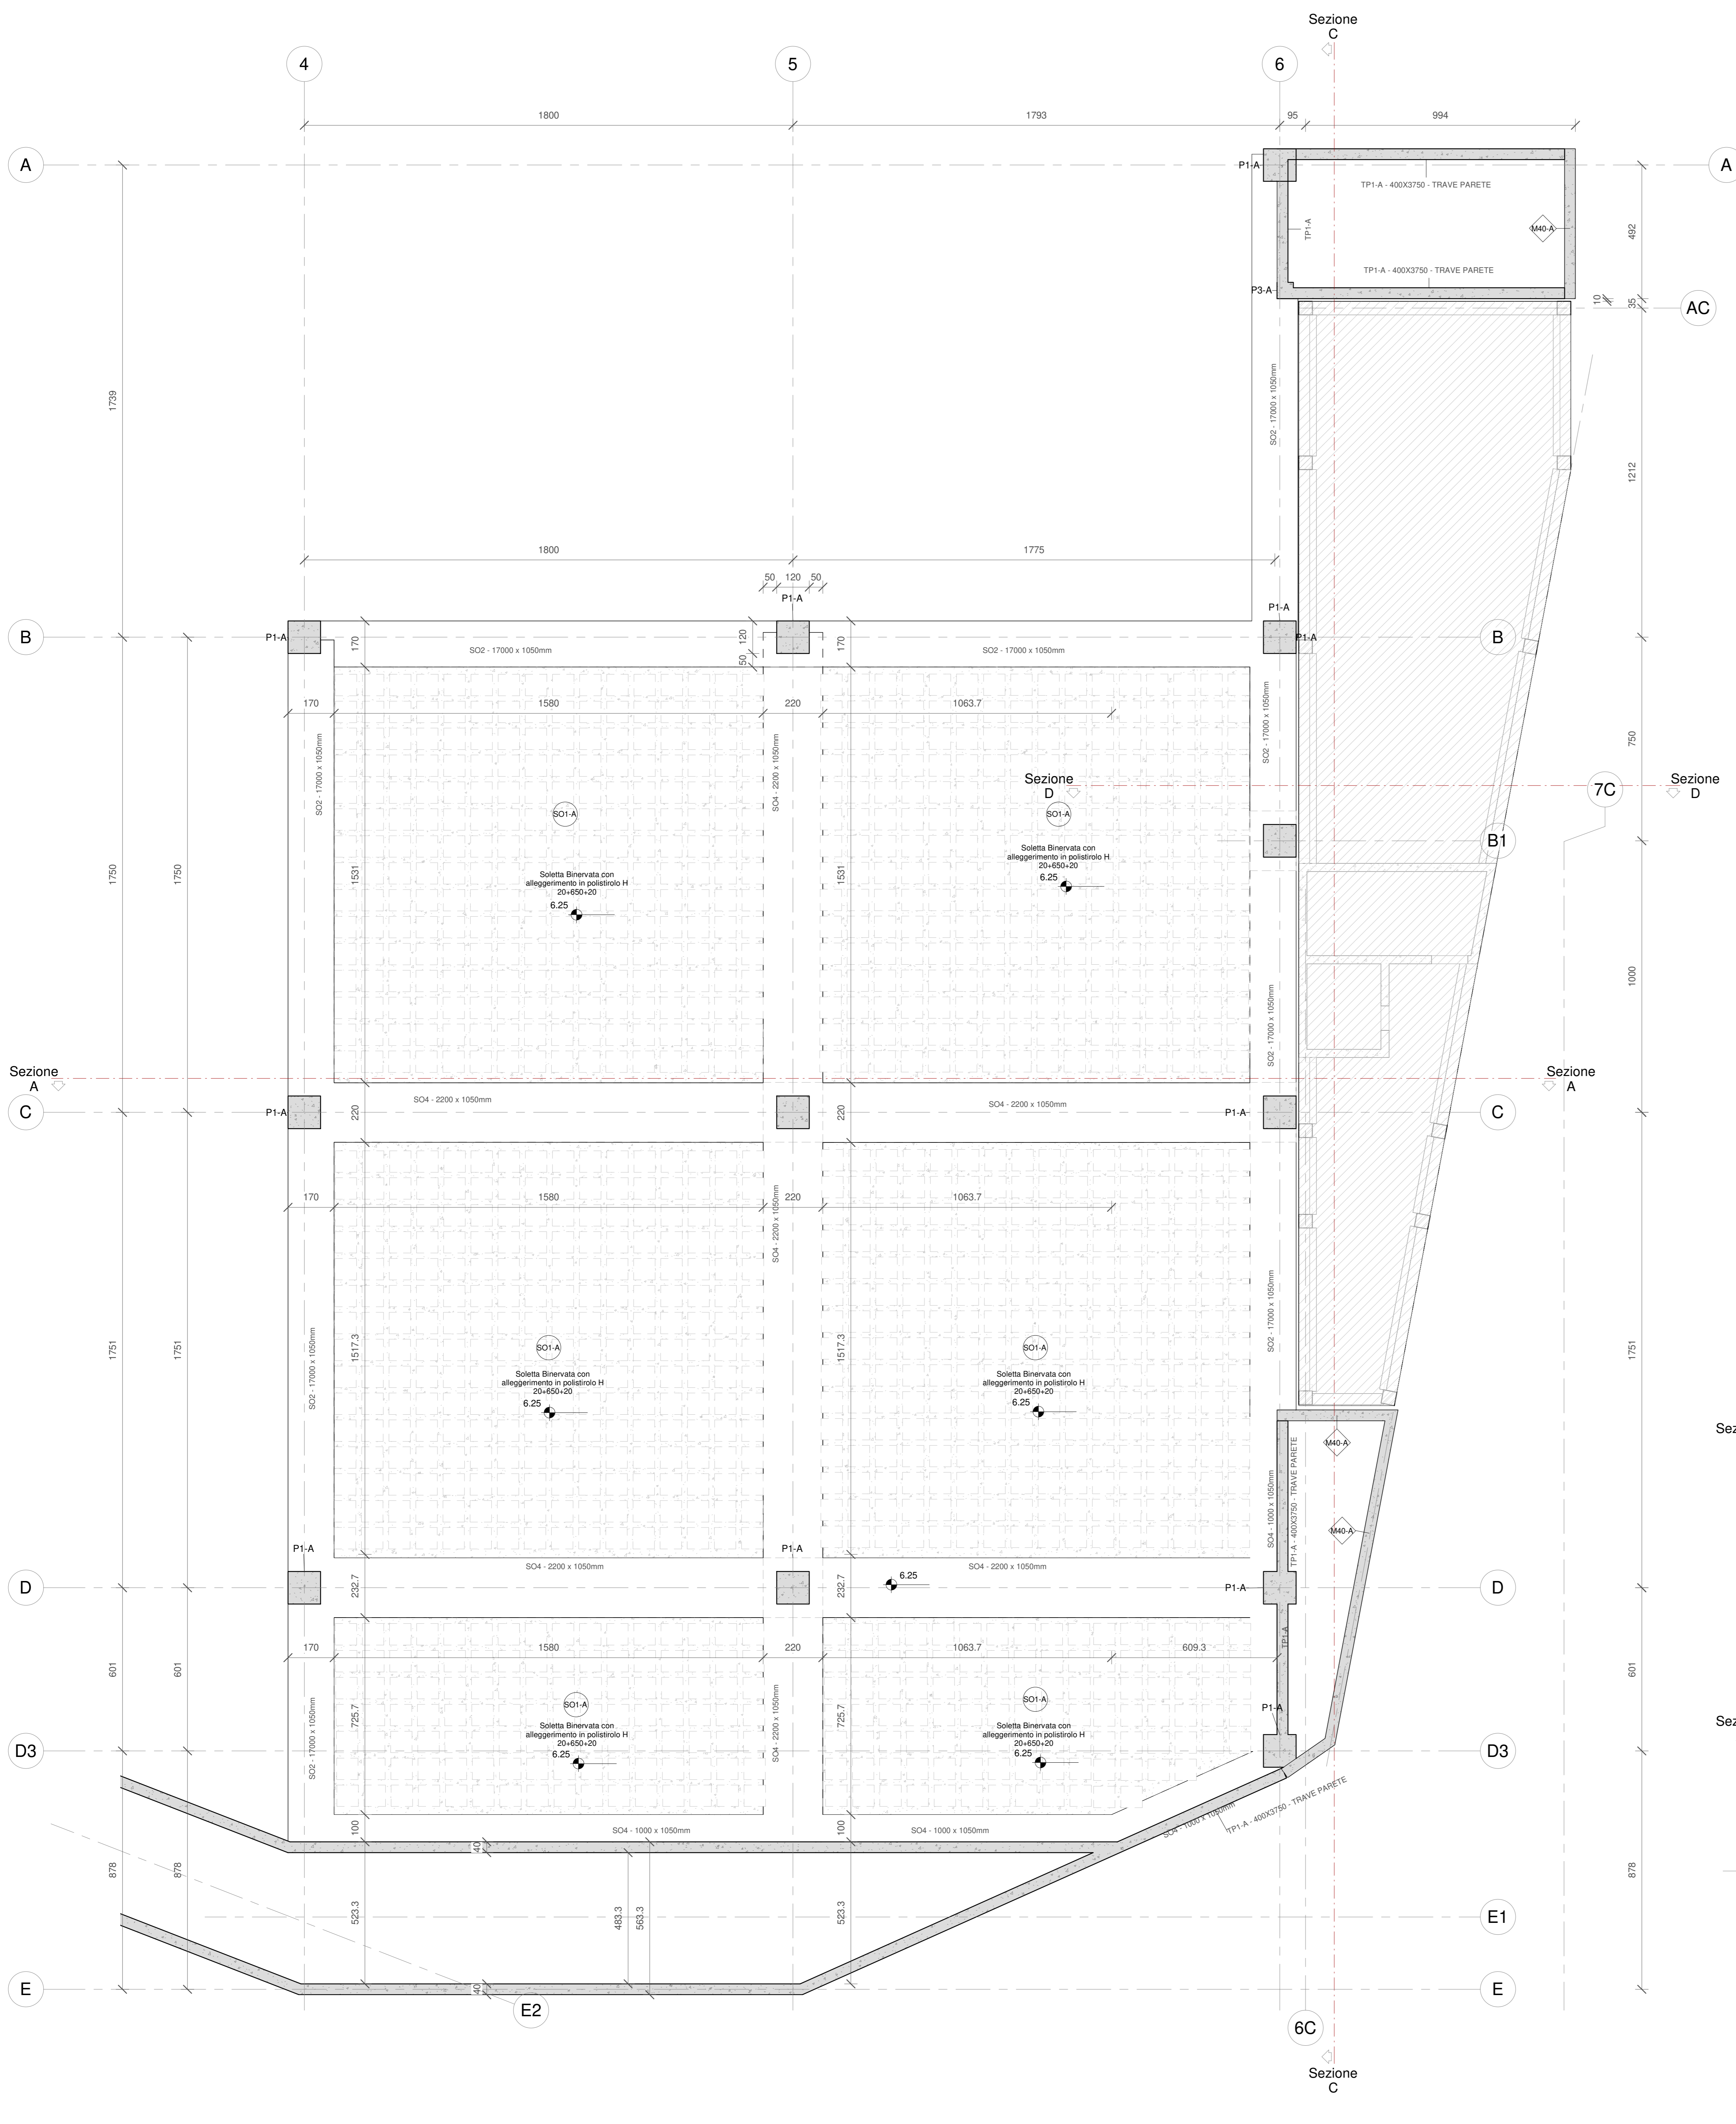 Sezione
C
4
5
6
1800
1793
95
994
A
P1-A
A
TP1-A - 400X3750 - TRAVE PARETE
TP1-A
M40-A
492
TP1-A - 400X3750 - TRAVE PARETE
P3-A
10
35
AC
1739
SO2 - 17000 x 1050mm
1212
1800
1775
50
120
50
P1-A
P1-A
B
P1-A
170
120
50
170
P1-A
B
SO2 - 17000 x 1050mm
SO2 - 17000 x 1050mm
170
1580
220
1063.7
SO2 - 17000 x 1050mm
SO4 - 2200 x 1050mm
SO2 - 17000 x 1050mm
750
Sezione
D
Sezione
D
7C
SO1-A
SO1-A
B1
1750
1750
1531
1531
Soletta Binervata con
alleggerimento in polistirolo H
20+650+20
6.25
Soletta Binervata con
alleggerimento in polistirolo H
20+650+20
6.25
SO2 - 17000 x 1050mm
1000
Sezione
A
Sezione
A
SO4 - 2200 x 1050mm
SO4 - 2200 x 1050mm
C
P1-A
220
220
P1-A
C
170
1580
220
1063.7
SO4 - 2200 x 1050mm
SO2 - 17000 x 1050mm
SO2 - 17000 x 1050mm
1751
1751
1517.3
1517.3
1751
SO1-A
SO1-A
Soletta Binervata con
alleggerimento in polistirolo H
20+650+20
6.25
Soletta Binervata con
alleggerimento in polistirolo H
20+650+20
6.25
M40-A
Sez
SO4 - 1000 x 1050mm
TP1-A - 400X3750 - TRAVE PARETE
M40-A
P1-A
P1-A
SO4 - 2200 x 1050mm
SO4 - 2200 x 1050mm
6.25
D
232.7
232.7
P1-A
D
TP1-A
170
1580
220
1063.7
609.3
601
601
601
SO2 - 17000 x 1050mm
725.7
SO4 - 2200 x 1050mm
725.7
SO1-A
SO1-A
P1-A
Soletta Binervata con
alleggerimento in polistirolo H
20+650+20
6.25
Soletta Binervata con
alleggerimento in polistirolo H
20+650+20
6.25
Sez
D3
D3
100
100
SO4 - 1000 x 1050mm
SO4 - 1000 x 1050mm
SO4 - 1000 x 1050mm
TP1-A - 400X3750 - TRAVE PARETE
40
878
878
878
523.3
483.3
563.3
523.3
E1
E
40
E2
E
6C
Sezione
C